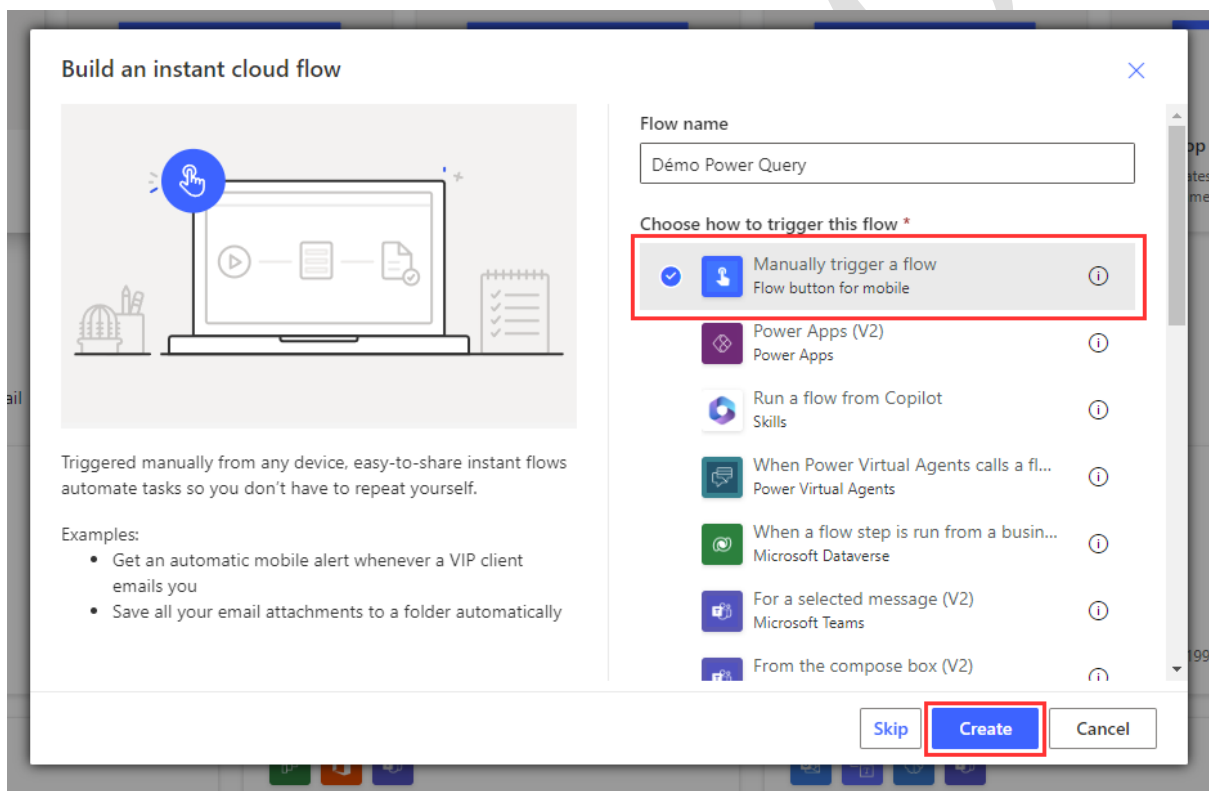 Build an instant cloud flow
Flow name
Démo Power Query
Choose how to trigger this flow *
Manually trigger a flow
Flow button for mobile
Power Apps (V2)
Power Apps
Run a flow from Copilot
Skills
When Power Virtual Agents calls a fl...
Power Virtual Agents
When a flow step is run from a busin...
Microsoft Dataverse
For a selected message (V2)
Microsoft Teams
From the compose box (V2)
Triggered manually from any device, easy-to-share instant flows
automate tasks so you don't have to repeat yourself.
Examples:
• Get an automatic mobile alert whenever a VIP client
emails you
• Save all your email attachments to a folder automatically
Skip
Create
Cancel